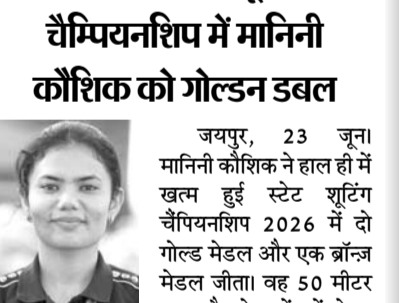 चैम्पियनशिप में मानिनी
कौशिक को गोल्डन डबल
जयपुर, 23 जून।
मानिनी कौशिक ने हाल ही में
खत्म हुई स्टेट शूटिंग
चैंपियनशिप 2026 में दो
गोल्ड मेडल और एक ब्रॉन्ज़
मेडल जीता। वह 50 मीटर